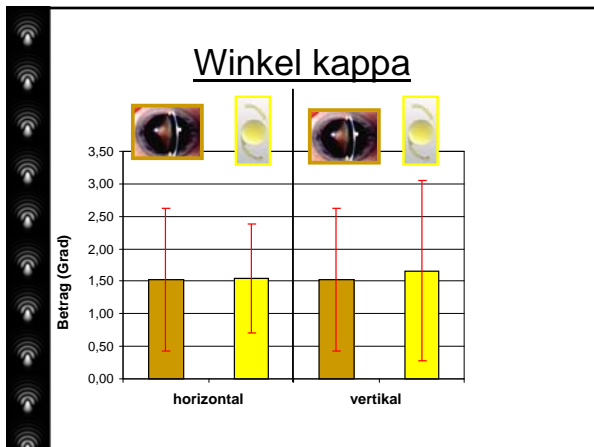 Winkel kappa
3,50
3,00
2,50
2,00
1,50
1,00
0,50
0,00
Betrag (Grad)
horizontal
vertikal